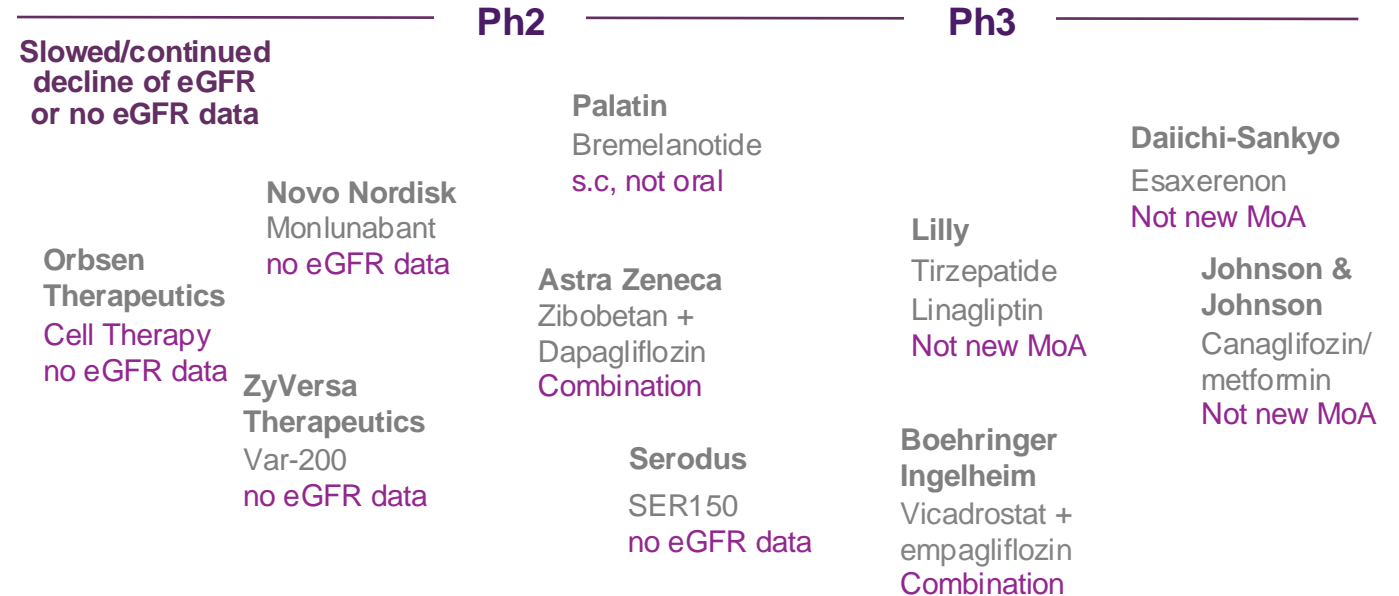 Ph2
Ph3
Slowed/continued
decline of eGFR
or no eGFR data
Orbsen
Therapeutics
Cell Therapy
no eGFR data
Novo Nordisk
Monlunabant
no eGFR data
ZyVersa
Therapeutics
Var-200
no eGFR data
Palatin
Bremelanotide
s.c, not oral
Astra Zeneca
Zibobetan +
Dapagliflozin
Combination
Serodus
SER150
no eGFR data
Lilly
Tirzepatide
Linagliptin
Not new MoA
Boehringer
Ingelheim
Vicadrostat +
empagliflozin
Combination
Daiichi-Sankyo
Esaxerenon
Not new MoA
Johnson &
Johnson
Canaglifozin/
metformin
Not new MoA